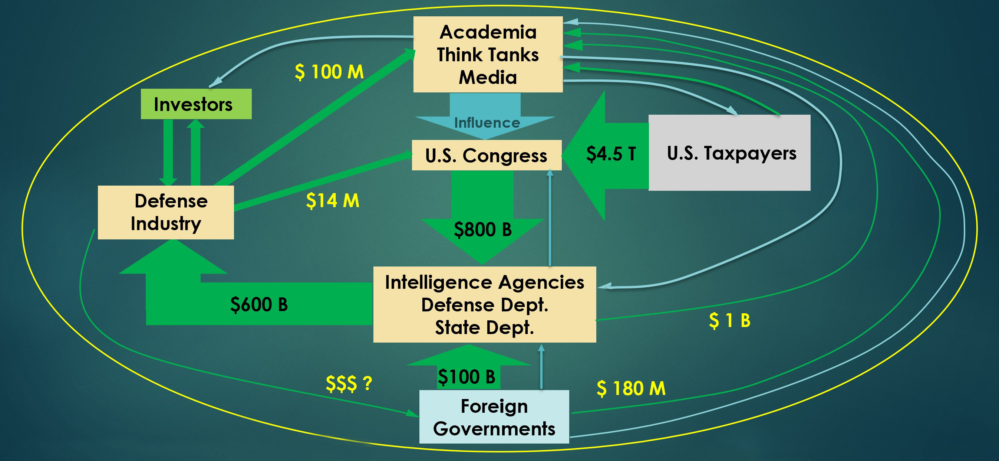 Academia
Think Tanks
Media
$ 100 M
Investors
Influence
U.S. Congress
$4.5 T
U.S. Taxpayers
Defense
Industry
$14 M
$800 B
Intelligence Agencies
Defense Dept.
State Dept.
$600 B
$ 1 B
$$$ ?
$100 B
$ 180 M
Foreign
Governments